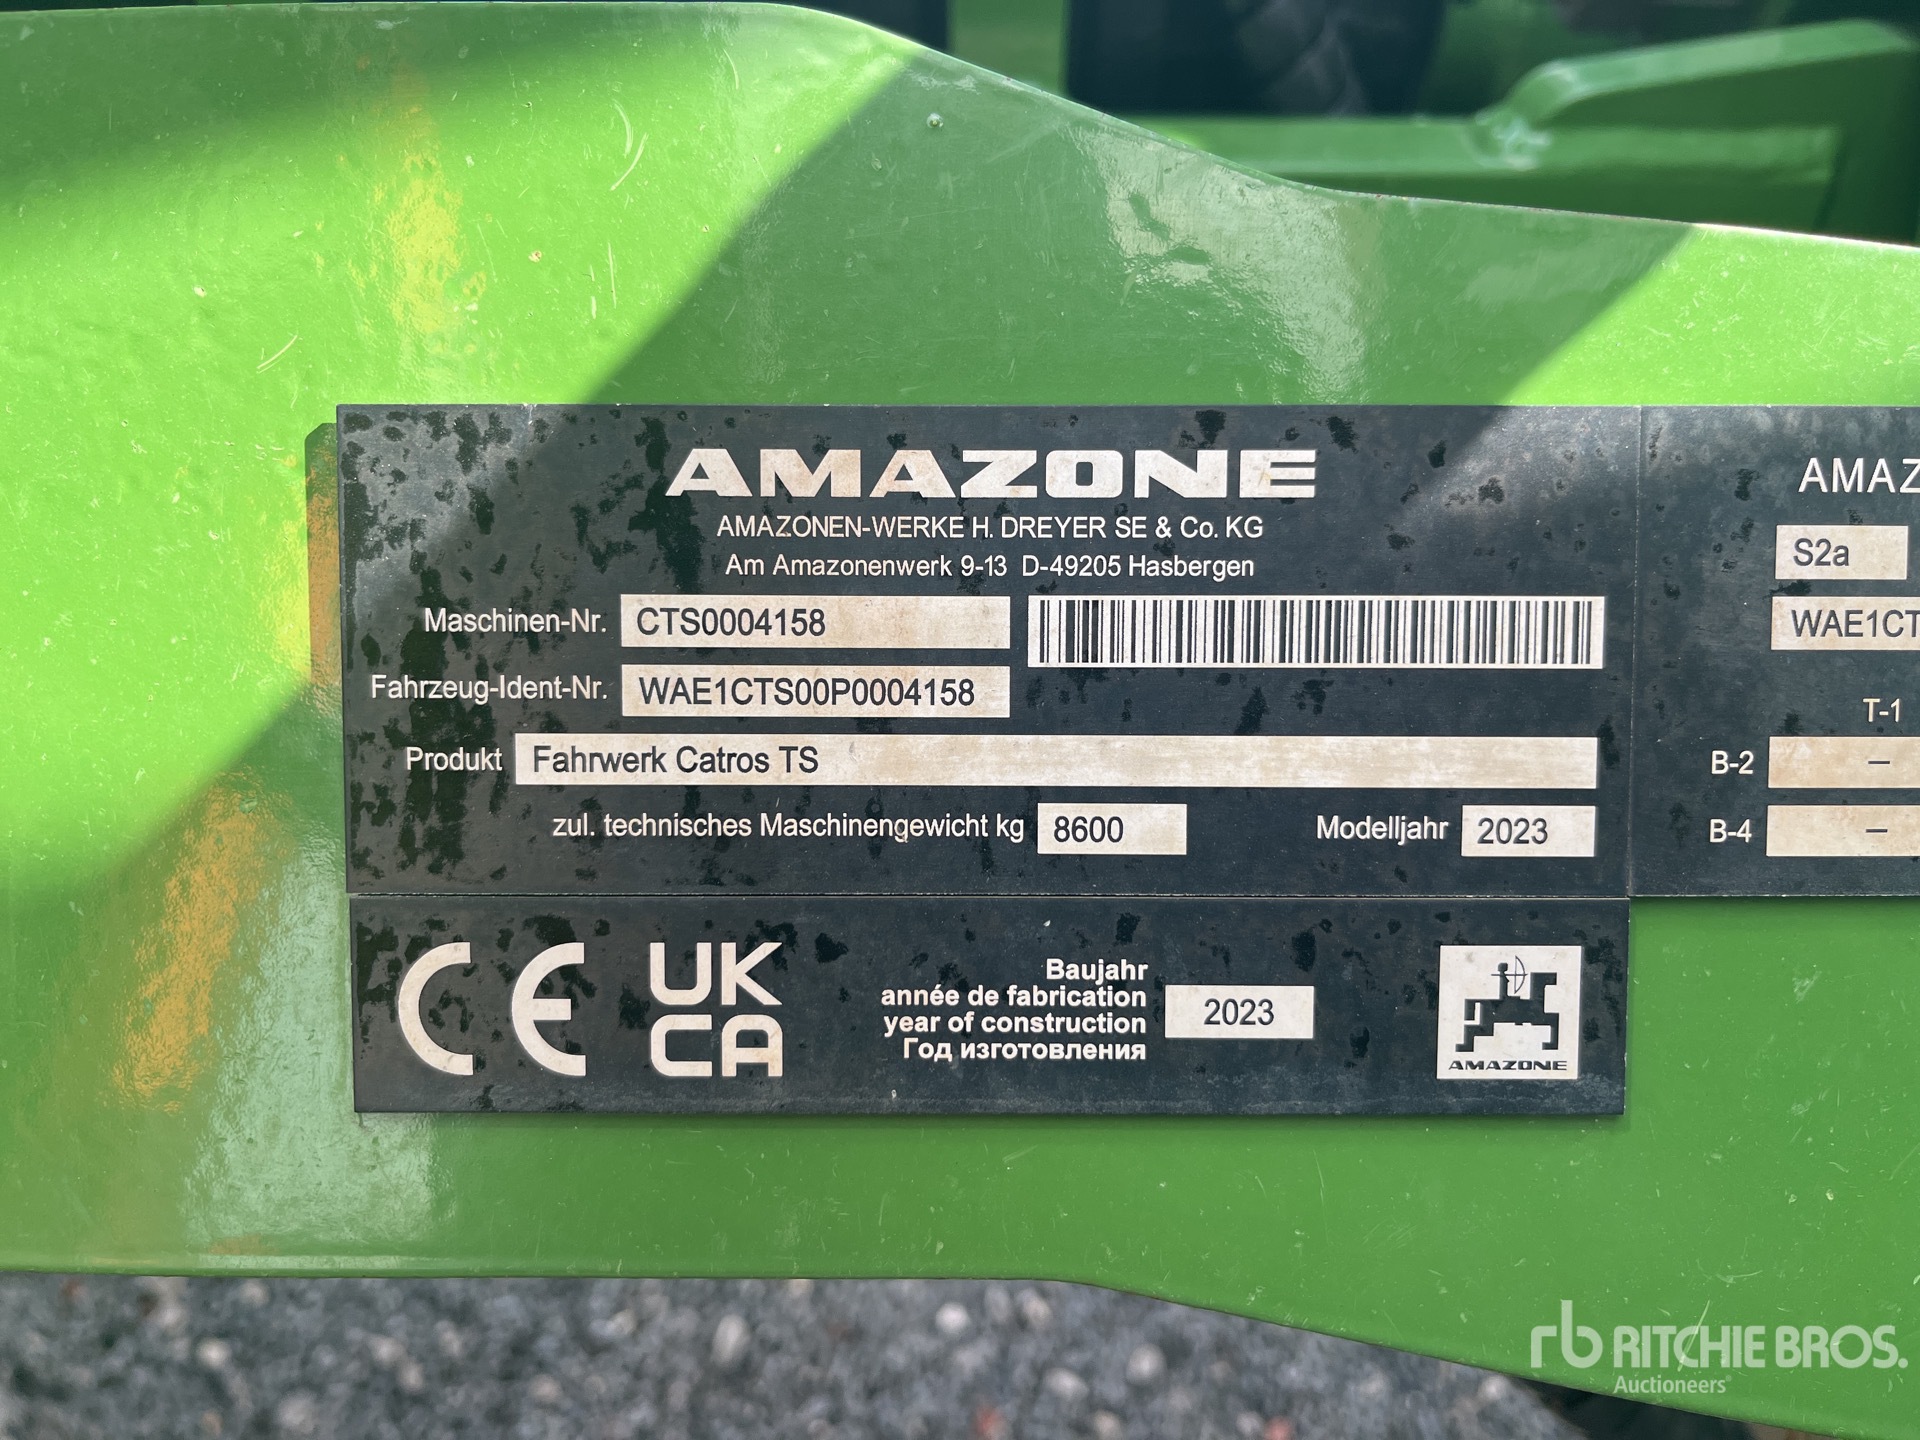 AMAZONE
AMAZONEN-WERKE H. DREYER SE & Co. KG
Am Amazonenwerk 9-13 D-49205 Hasbergen
Maschinen-Nr. CTS0004158
Fahrzeug-Ident-Nr. WAE1CTS00P0004158
Produkt Fahrwerk Catros TS
zul. technisches Maschinengewicht kg 8600 Modelljahr 2023
CE UK CA
Baujahr
année de fabrication
year of construction 2023
Год изготовления
AMAZONE
AMAZ
S2a
WAE1CT
T-1
B-2 –
B-4 –
rb RITCHIE BROS.
Auctioneers